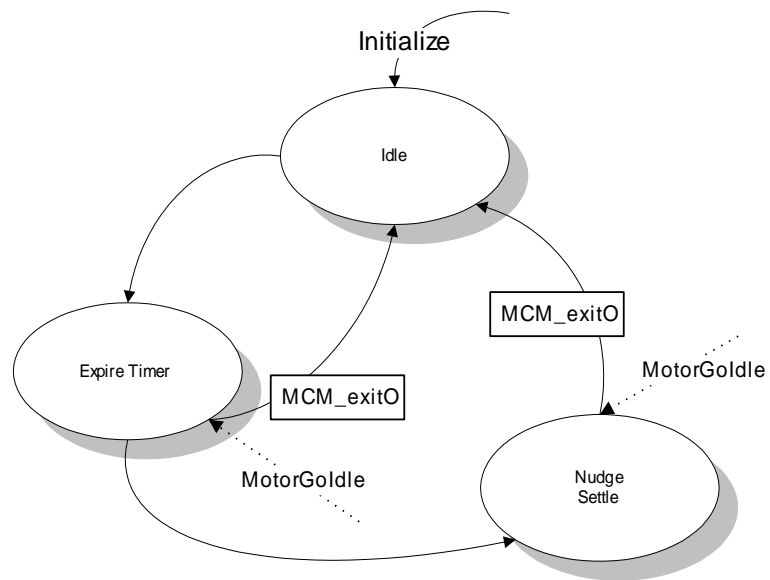 Initialize
Idle
MCM_exitO
Expire Timer
MotorGoIdle
MCM_exitO
MotorGoIdle
Nudge
Settle